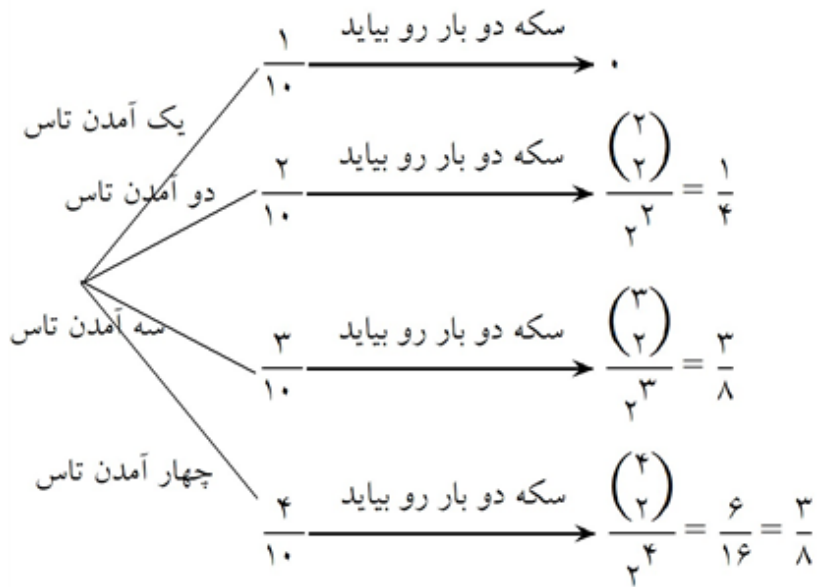 یک آمدن تاس ۱/۱۰ سکه دو بار رو بیاید ۰
دو آمدن تاس ۲/۱۰ سکه دو بار رو بیاید (۲ ۲)/۲^۲ = ۱/۴
سه آمدن تاس ۳/۱۰ سکه دو بار رو بیاید (۳ ۲)/۲^۳ = ۳/۸
چهار آمدن تاس ۴/۱۰ سکه دو بار رو بیاید (۴ ۲)/۲^۴ = ۶/۱۶ = ۳/۸